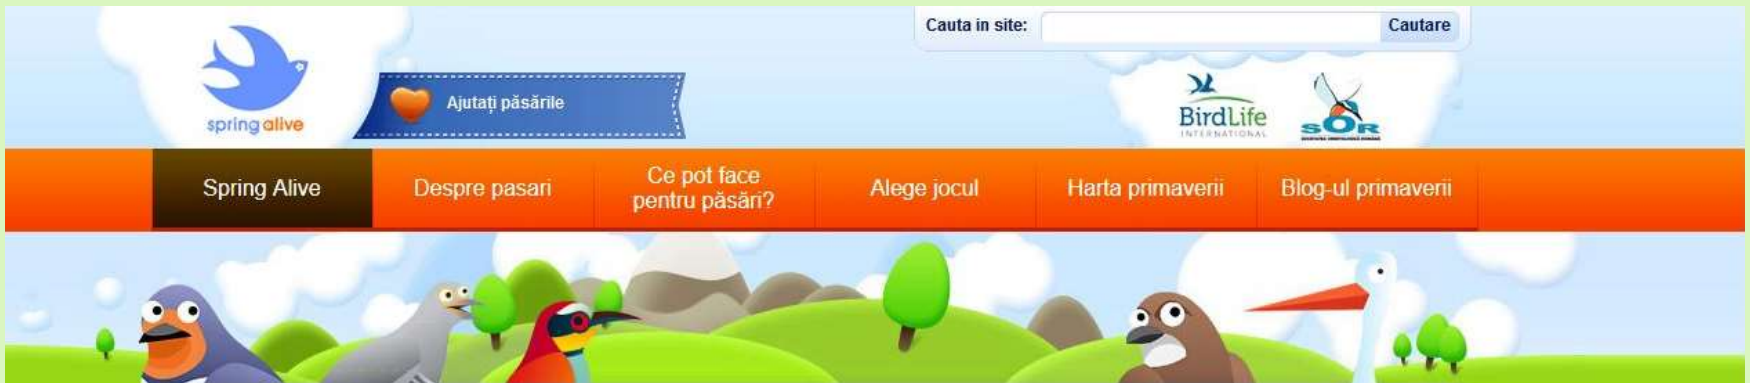 Cauta in site:
Cautare
spring alive
Ajutați păsările
BirdLife
INTERNATIONAL
SOR
Spring Alive
Despre pasari
Ce pot face
pentru păsări?
Alege jocul
Harta primaverii
Blog-ul primaverii